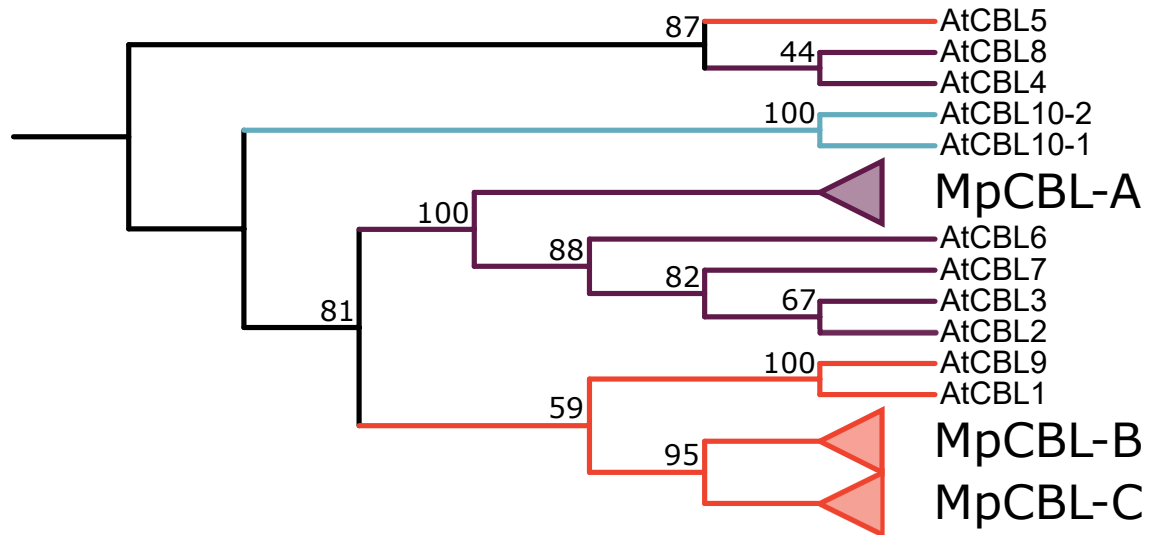 87
AtCBL5
44
AtCBL8
AtCBL4
100
AtCBL10-2
AtCBL10-1
MpCBL-A
100
88
AtCBL6
82
AtCBL7
67
AtCBL3
AtCBL2
81
100
AtCBL9
AtCBL1
59
95
MpCBL-B
MpCBL-C